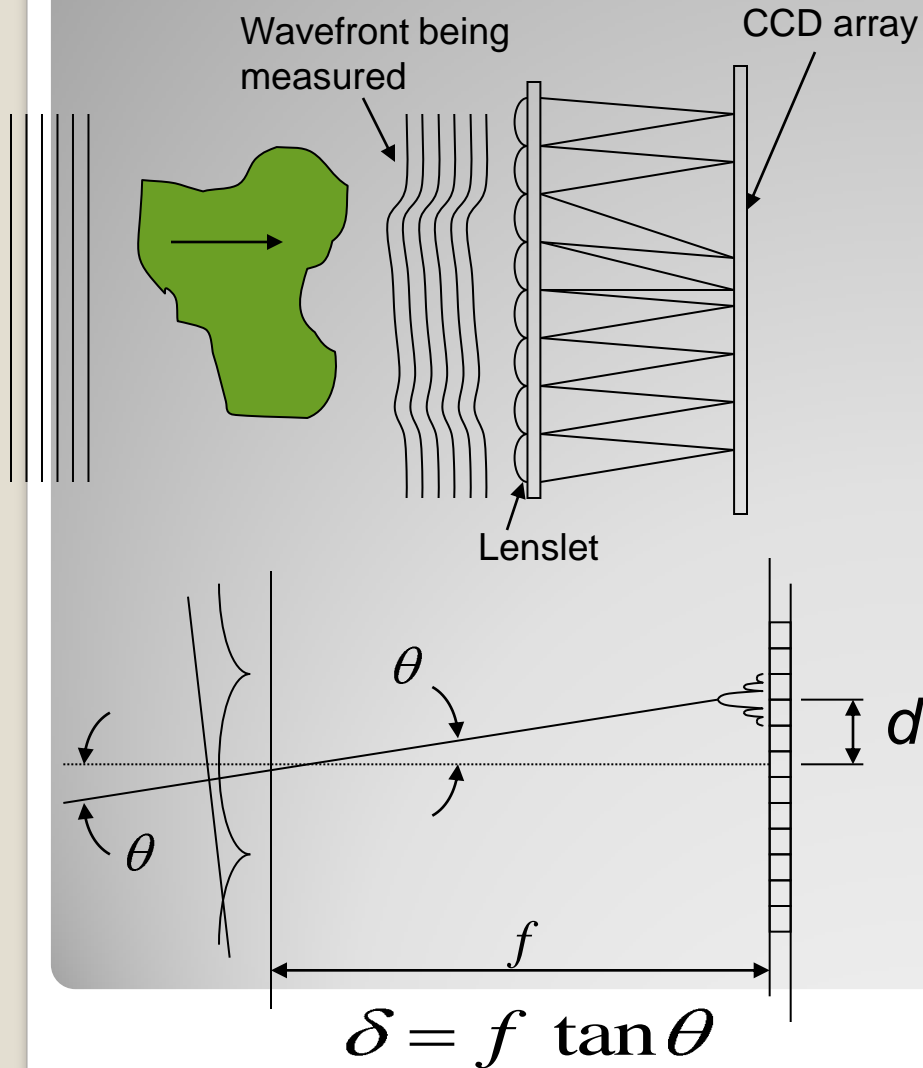 Wavefront being
measured
CCD array
Lenslet
θ
d
θ
f
δ = f tan θ